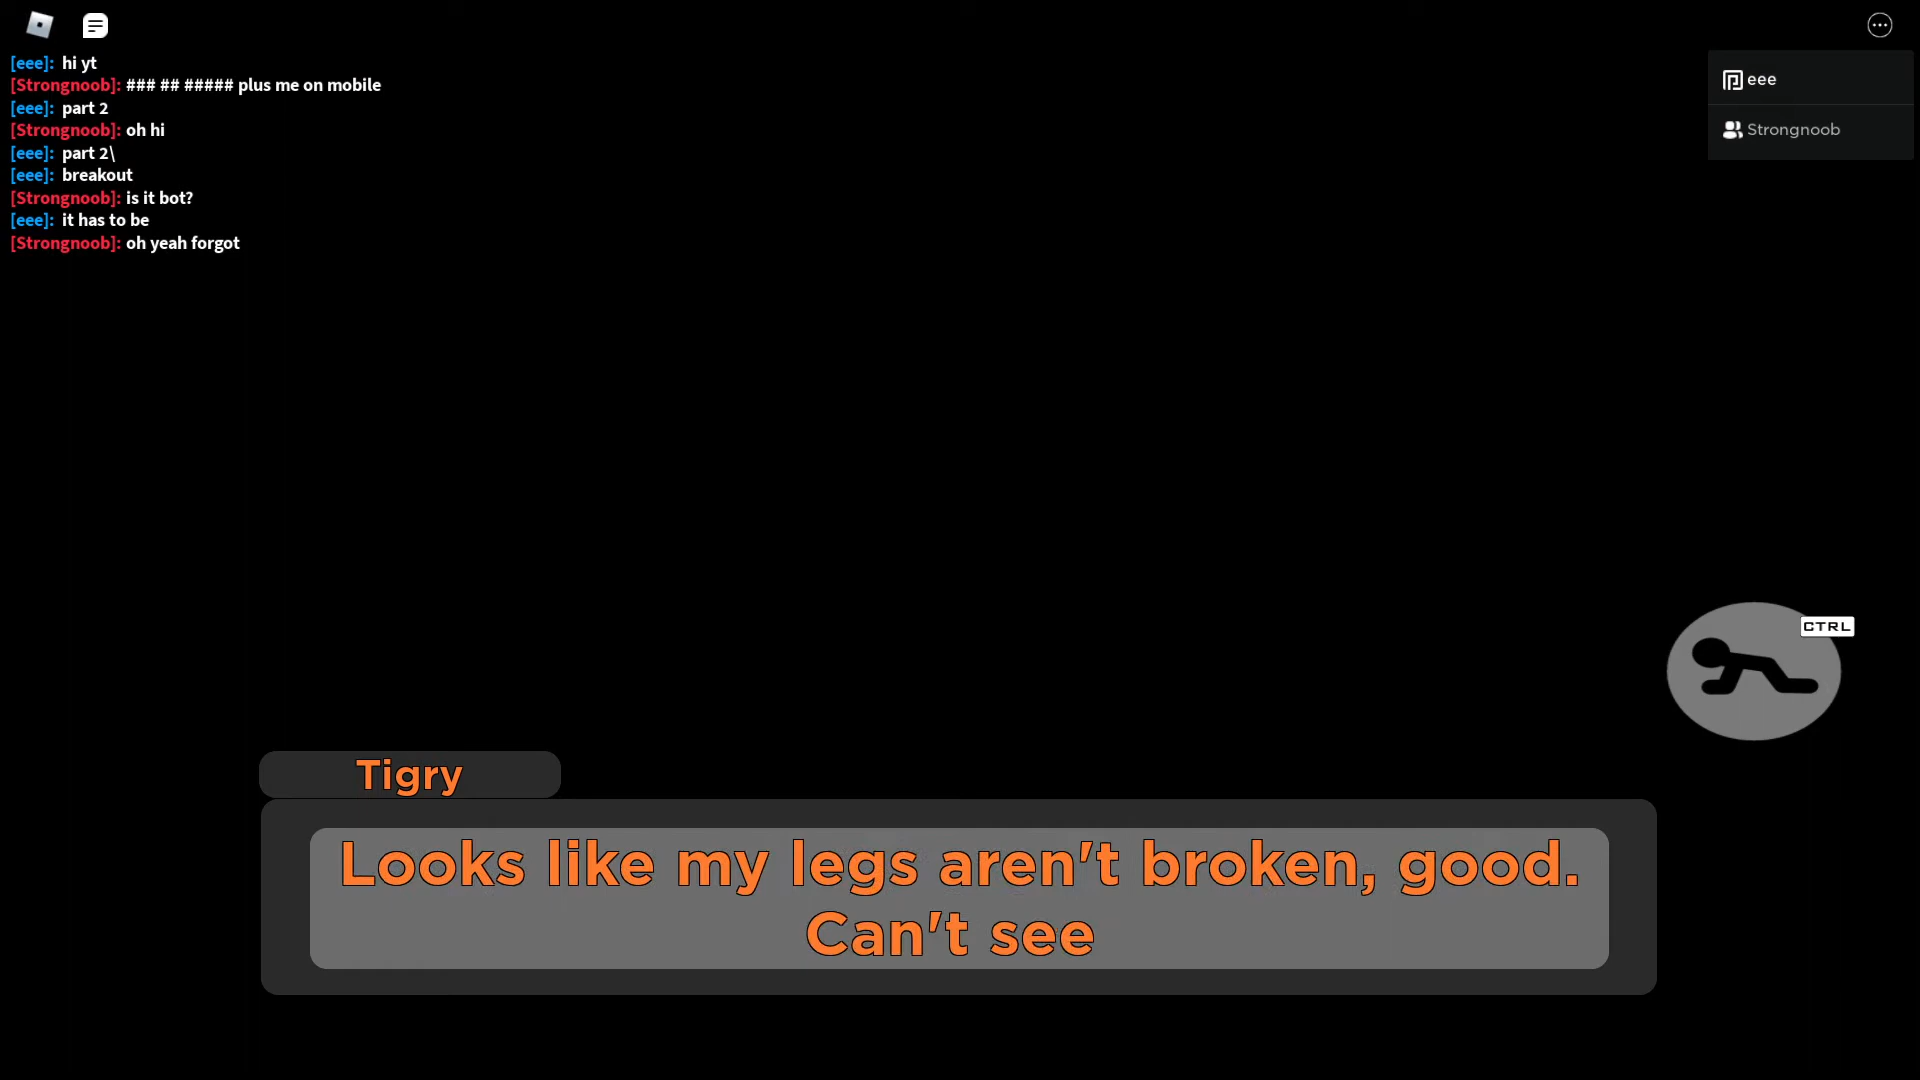 [eee]: hi yt
[Strongnoob]: ### ## ##### plus me on mobile
[eee]: part 2
[Strongnoob]: oh hi
[eee]: part 2\
[eee]: breakout
[Strongnoob]: is it bot?
[eee]: it has to be
[Strongnoob]: oh yeah forgot
eee
Strongnoob
CTRL
Tigry
Looks like my legs aren't broken, good.
Can't see